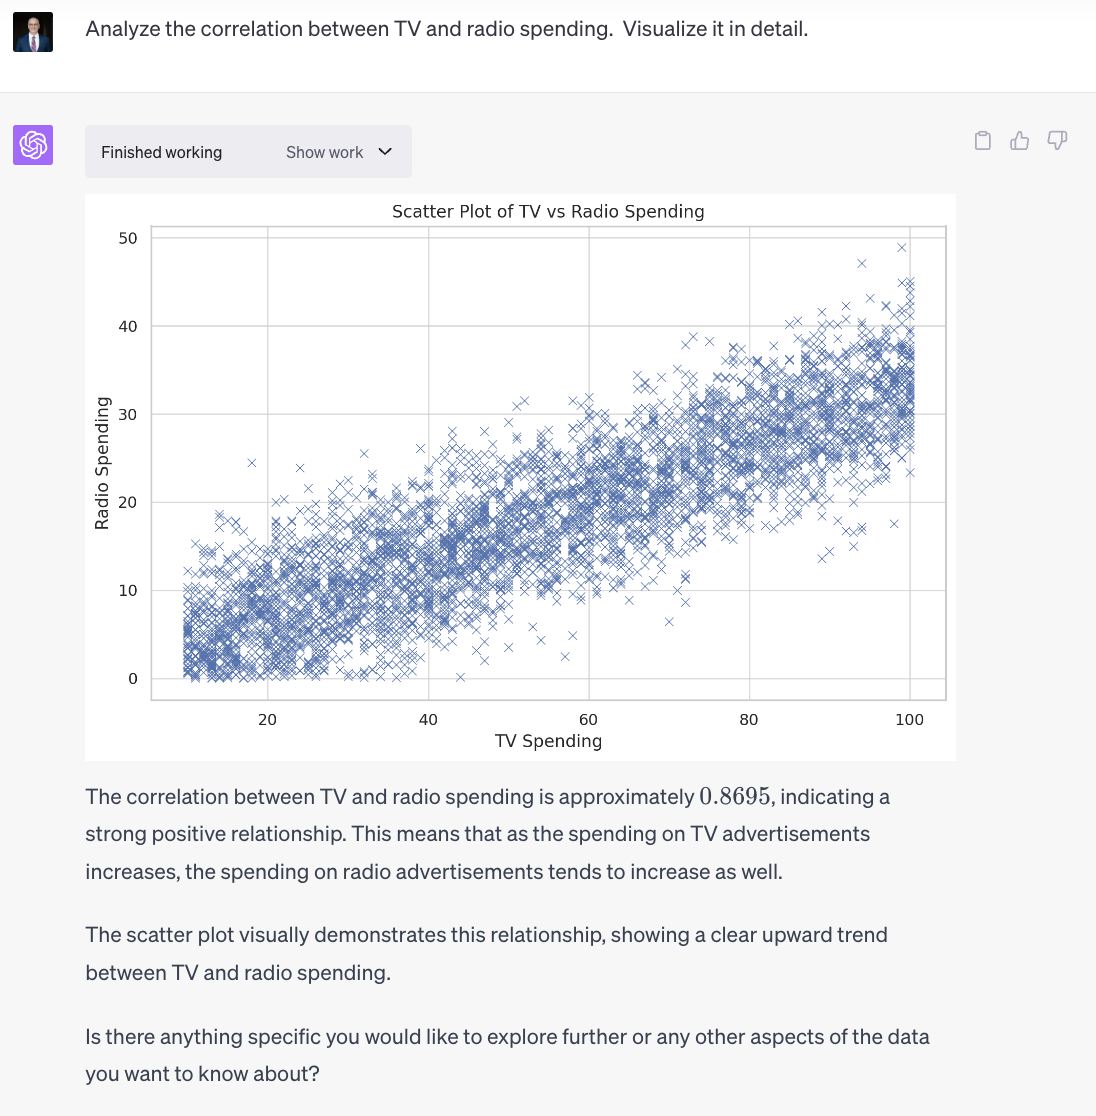 Analyze the correlation between TV and radio spending.  Visualize it in detail.
Finished working
Show work
Scatter Plot of TV vs Radio Spending
50
40
30
20
10
0
Radio Spending
20
40
60
80
100
TV Spending
The correlation between TV and radio spending is approximately 0.8695, indicating a
strong positive relationship. This means that as the spending on TV advertisements
increases, the spending on radio advertisements tends to increase as well.
The scatter plot visually demonstrates this relationship, showing a clear upward trend
between TV and radio spending.
Is there anything specific you would like to explore further or any other aspects of the data
you want to know about?